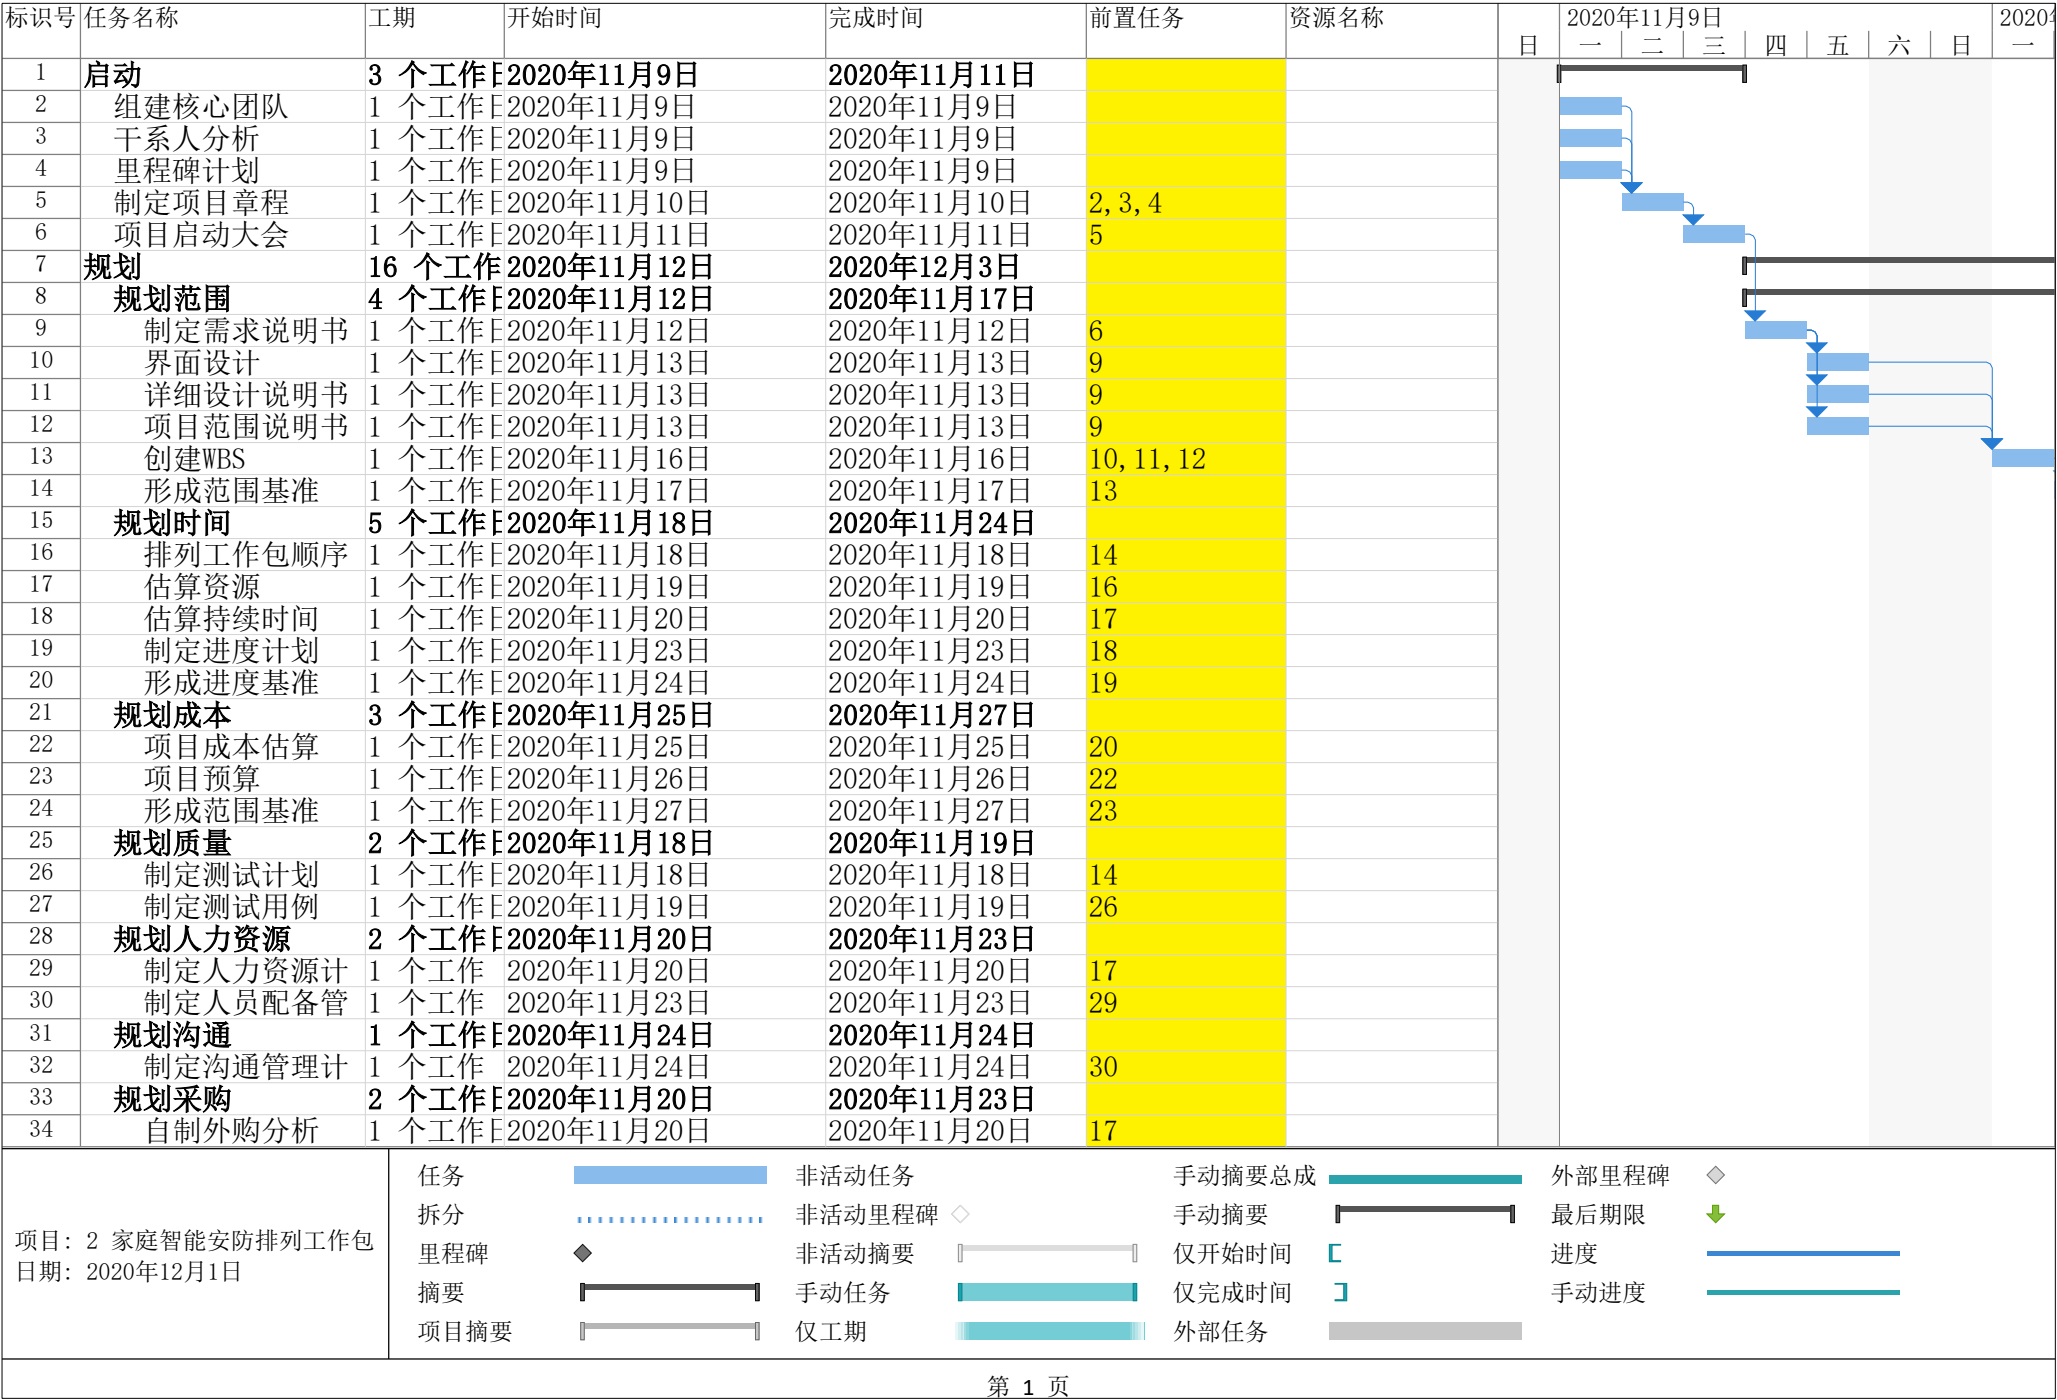 标识号 任务名称 工期 开始时间 完成时间 前置任务 资源名称 2020年11月9日
日 一 二 三 四 五 六 日 一
1 启动 3 个工作日 2020年11月9日 2020年11月11日
2 组建核心团队 1 个工作日 2020年11月9日 2020年11月9日
3 干系人分析 1 个工作日 2020年11月9日 2020年11月9日
4 里程碑计划 1 个工作日 2020年11月9日 2020年11月9日
5 制定项目章程 1 个工作日 2020年11月10日 2020年11月10日 2,3,4
6 项目启动大会 1 个工作日 2020年11月11日 2020年11月11日 5
7 规划 16 个工作 2020年11月12日 2020年12月3日
8 规划范围 4 个工作日 2020年11月12日 2020年11月17日
9 制定需求说明书 1 个工作日 2020年11月12日 2020年11月12日 6
10 界面设计 1 个工作日 2020年11月13日 2020年11月13日 9
11 详细设计说明书 1 个工作日 2020年11月13日 2020年11月13日 9
12 项目范围说明书 1 个工作日 2020年11月13日 2020年11月13日 9
13 创建WBS 1 个工作日 2020年11月16日 2020年11月16日 10,11,12
14 形成范围基准 1 个工作日 2020年11月17日 2020年11月17日 13
15 规划时间 5 个工作日 2020年11月18日 2020年11月24日
16 排列工作包顺序 1 个工作日 2020年11月18日 2020年11月18日 14
17 估算资源 1 个工作日 2020年11月19日 2020年11月19日 16
18 估算持续时间 1 个工作日 2020年11月20日 2020年11月20日 17
19 制定进度计划 1 个工作日 2020年11月23日 2020年11月23日 18
20 形成进度基准 1 个工作日 2020年11月24日 2020年11月24日 19
21 规划成本 3 个工作日 2020年11月25日 2020年11月27日
22 项目成本估算 1 个工作日 2020年11月25日 2020年11月25日 20
23 项目预算 1 个工作日 2020年11月26日 2020年11月26日 22
24 形成范围基准 1 个工作日 2020年11月27日 2020年11月27日 23
25 规划质量 2 个工作日 2020年11月18日 2020年11月19日
26 制定测试计划 1 个工作日 2020年11月18日 2020年11月18日 14
27 制定测试用例 1 个工作日 2020年11月19日 2020年11月19日 26
28 规划人力资源 2 个工作日 2020年11月20日 2020年11月23日
29 制定人力资源计 1 个工作 2020年11月20日 2020年11月20日 17
30 制定人员配备管 1 个工作 2020年11月23日 2020年11月23日 29
31 规划沟通 1 个工作日 2020年11月24日 2020年11月24日
32 制定沟通管理计 1 个工作 2020年11月24日 2020年11月24日 30
33 规划采购 2 个工作日 2020年11月20日 2020年11月23日
34 自制外购分析 1 个工作日 2020年11月20日 2020年11月20日 17
项目: 2 家庭智能安防排列工作包
日期: 2020年12月1日
任务 非活动任务 手动摘要总成 外部里程碑
拆分 非活动里程碑 手动摘要 最后期限
里程碑 非活动摘要 仅开始时间 进度
摘要 手动任务 仅完成时间 手动进度
项目摘要 仅工期 外部任务
第 1 页